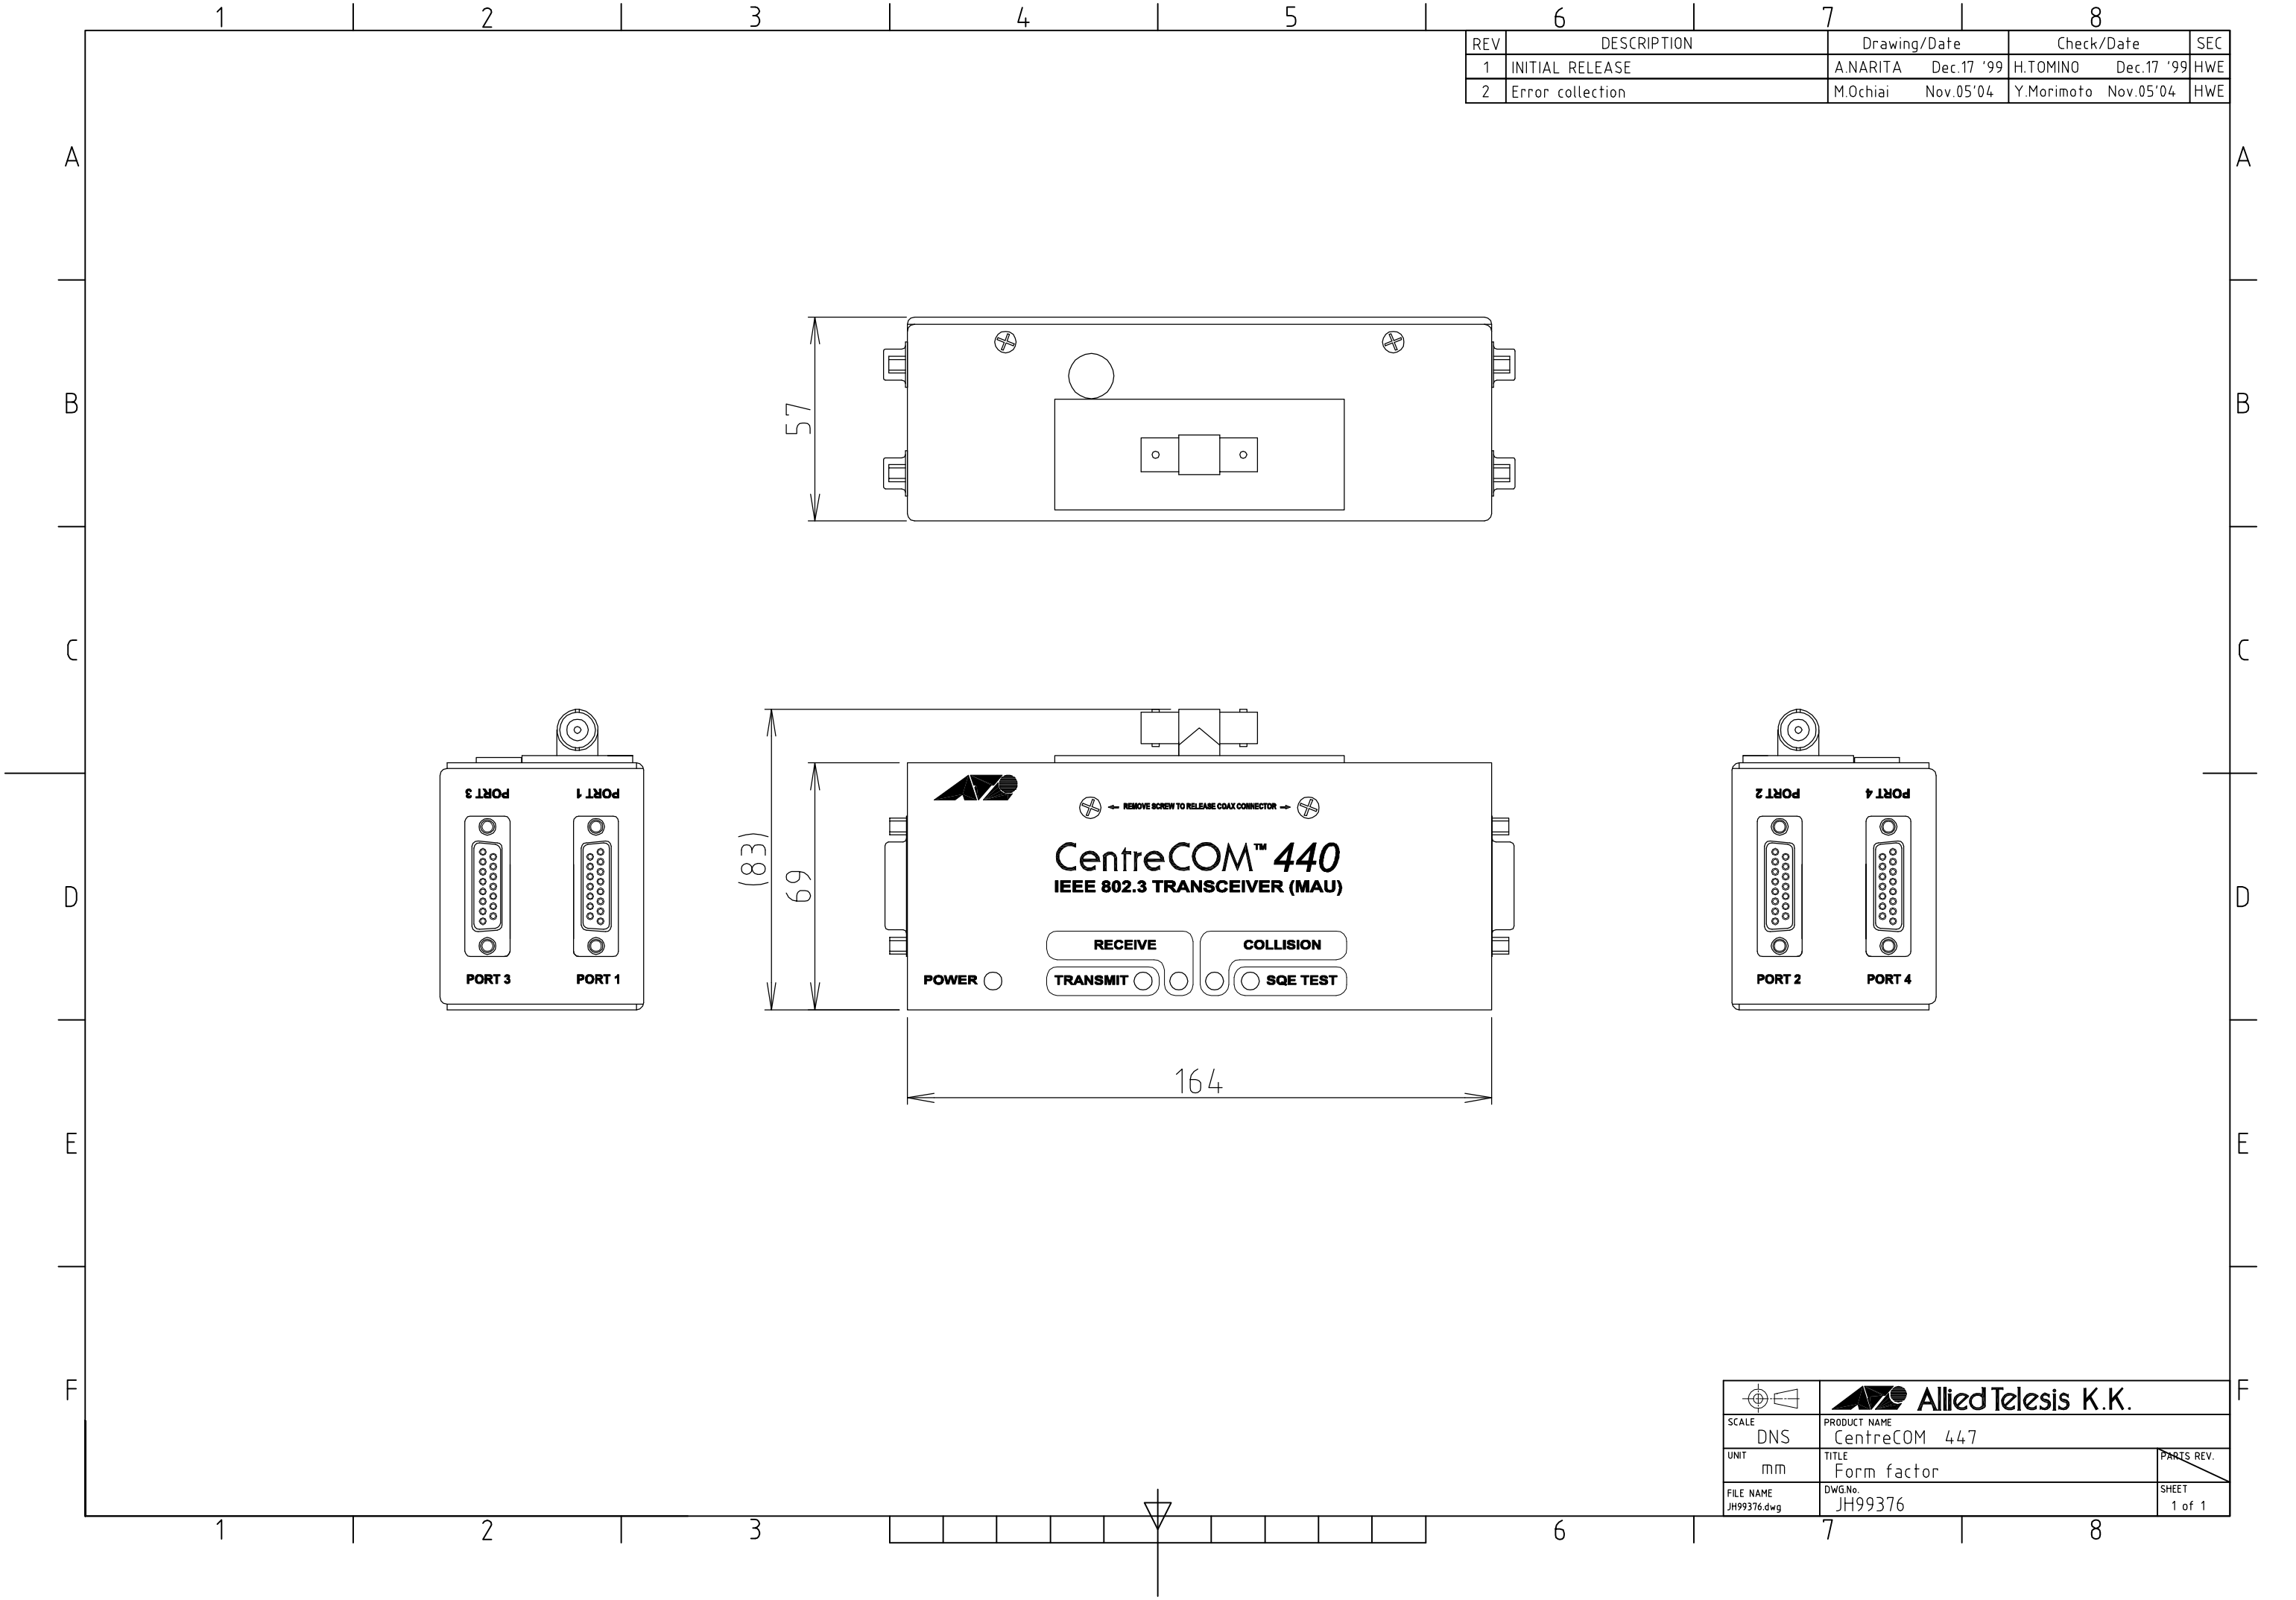 1 2 3 4 5 6 7 8
REV DESCRIPTION Drawing/Date Check/Date SEC
1 INITIAL RELEASE A.NARITA Dec.17 '99 H.TOMINO Dec.17 '99 HWE
2 Error collection M.Ochiai Nov.05'04 Y.Morimoto Nov.05'04 HWE
A A
B B
57
C C
PORT 3 PORT 1
REMOVE SCREW TO RELEASE COAX CONNECTOR
PORT 2 PORT 4
(83)
69
CentreCOM™ 440
IEEE 802.3 TRANSCEIVER (MAU)
D D
RECEIVE COLLISION
POWER TRANSMIT SQE TEST
PORT 3 PORT 1
PORT 2 PORT 4
164
E E
F F
Allied Telesis K.K.
SCALE
DNS
PRODUCT NAME
CentreCOM 447
UNIT
mm
TITLE
Form factor
PARTS REV.
FILE NAME
JH99376.dwg
DWG.No.
JH99376
SHEET
1 of 1
1 2 3 6 7 8